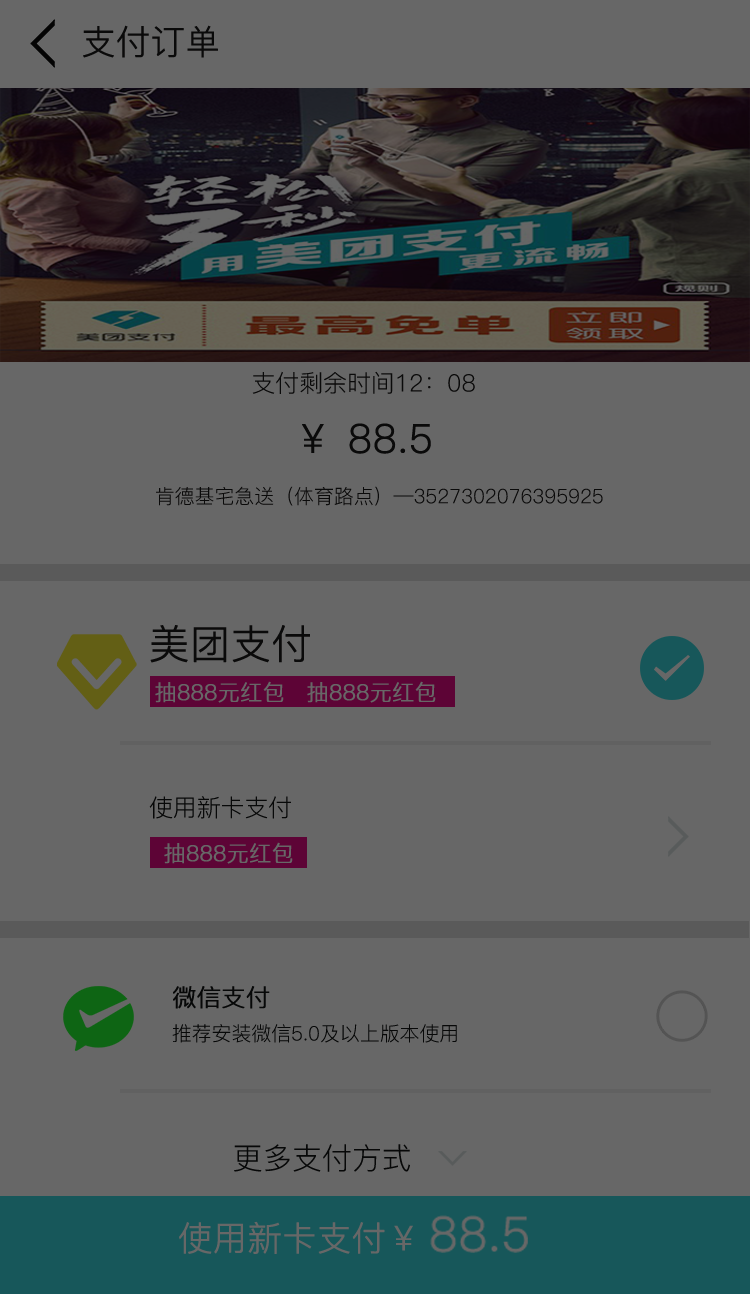 支付订单
轻松
3秒
用美团支付
更流畅
规则
美团支付
最高免单
立即
领取
支付剩余时间12：08
¥ 88.5
肯德基宅急送（体育路点）—3527302076395925
美团支付
抽888元红包 抽888元红包
使用新卡支付
抽888元红包
微信支付
推荐安装微信5.0及以上版本使用
更多支付方式
使用新卡支付¥ 88.5